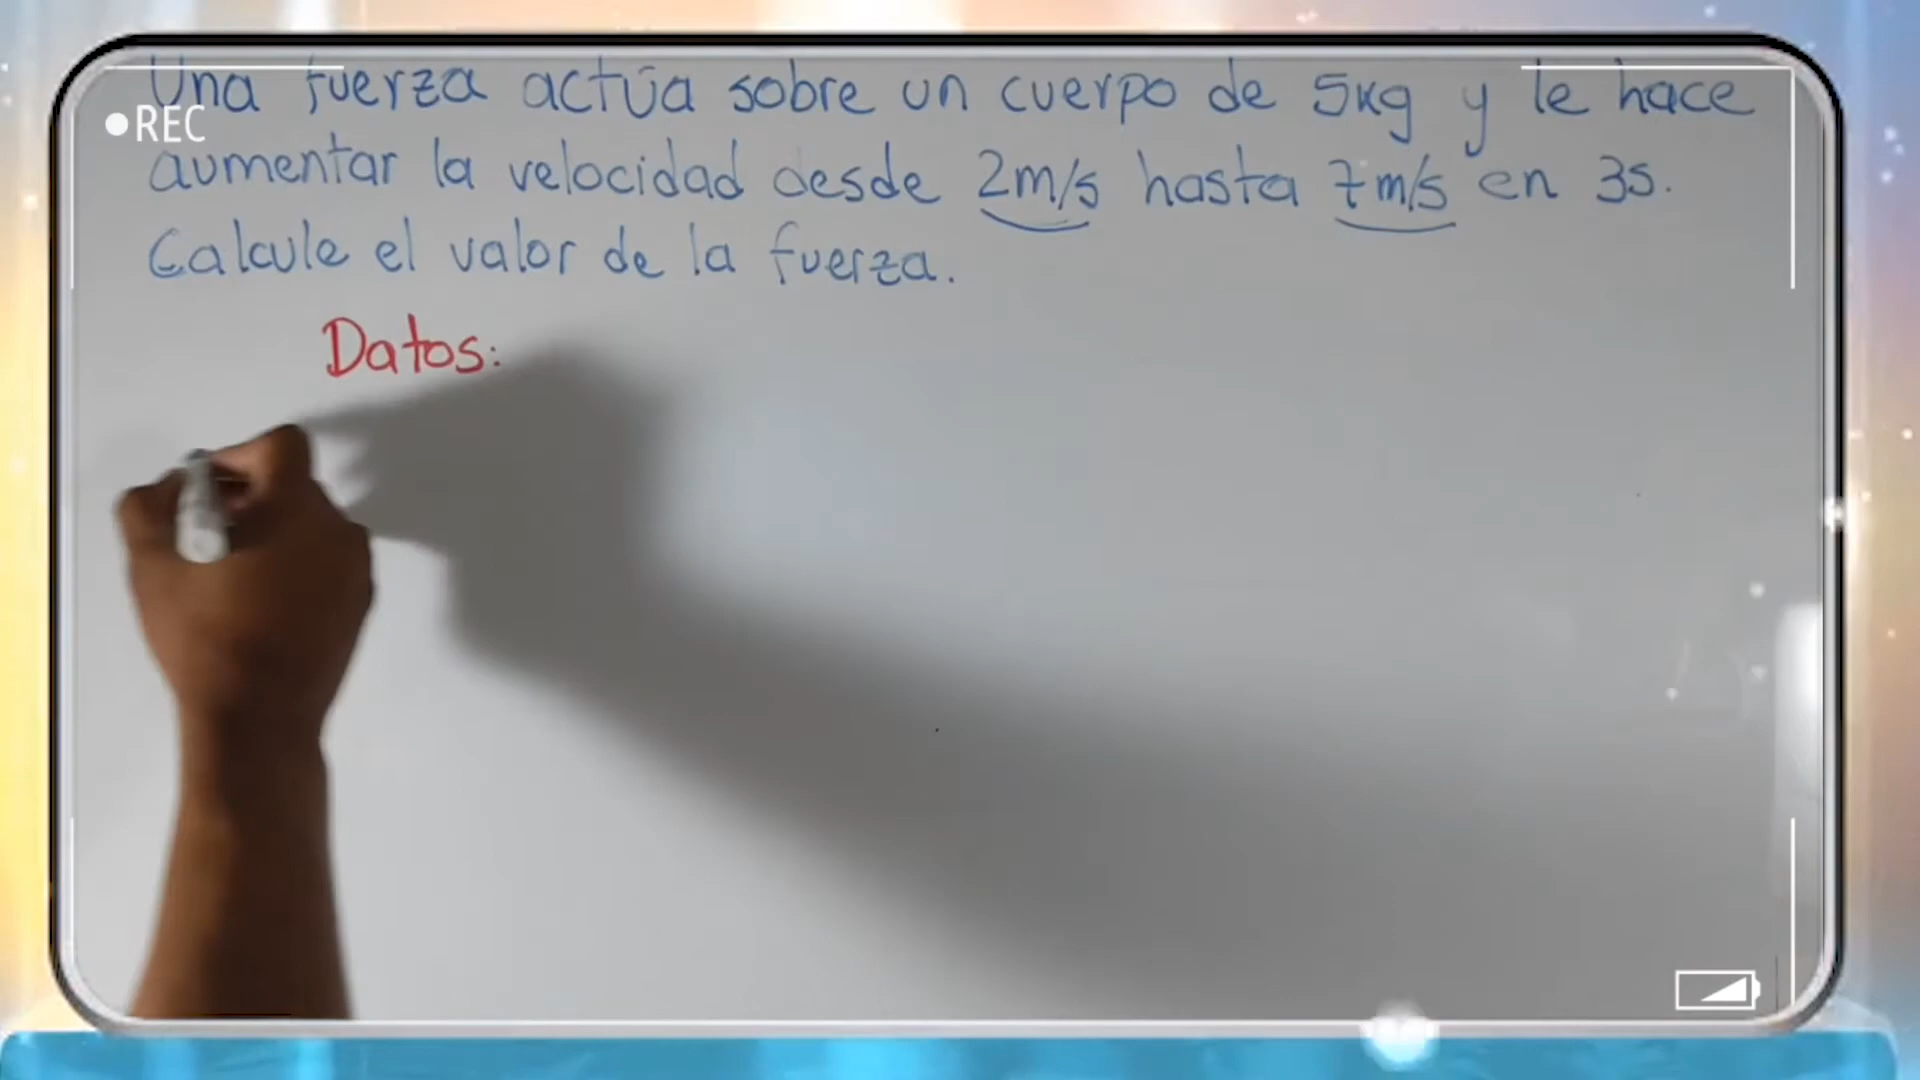 Una fuerza actúa sobre un cuerpo de 5kg y le hace
REC
aumentar la velocidad desde 2m/s hasta 7m/s en 3s.
Calcule el valor de la fuerza.
Datos: